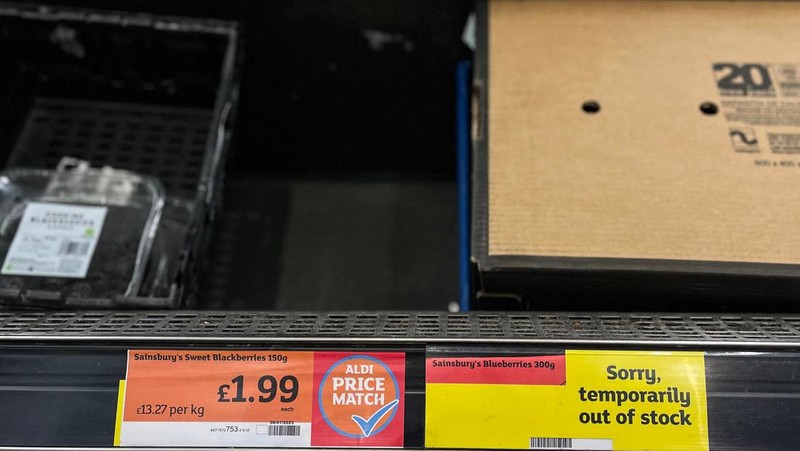 20
Sainsbury's Sweet Blackberries 150g
£1.99
each
£13.27 per kg
ALDI
PRICE
MATCH
Sainsbury's Blueberries 300g
Sorry,
temporarily
out of stock